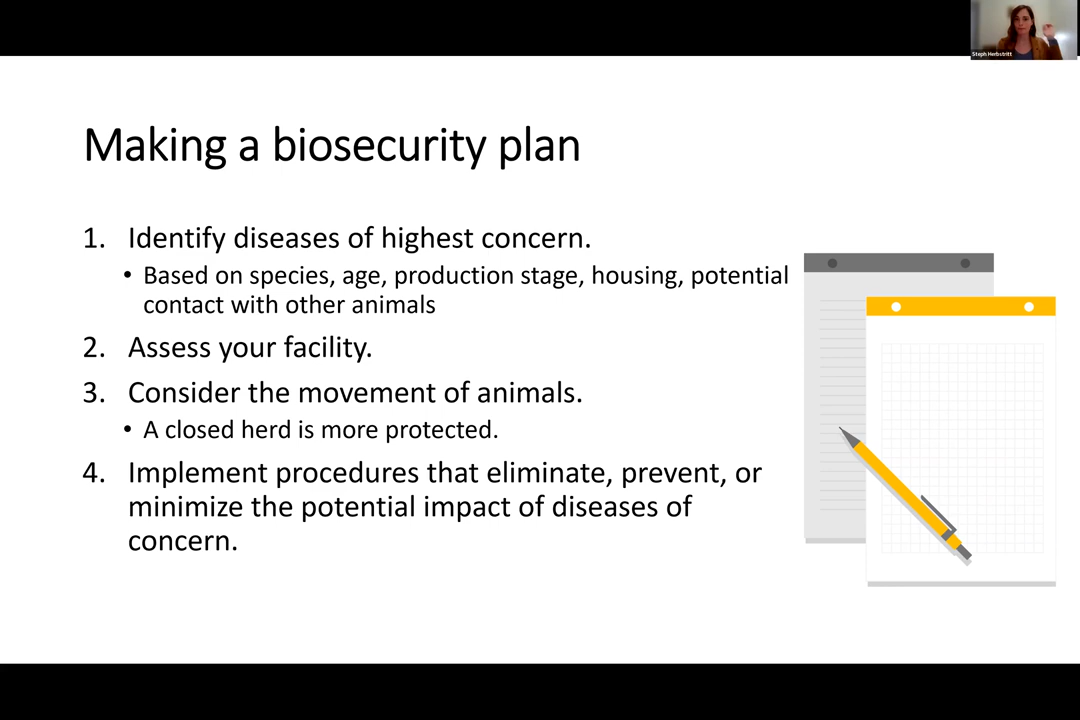 Steph Herbstritt
Making a biosecurity plan
1. Identify diseases of highest concern.
• Based on species, age, production stage, housing, potential
contact with other animals
2. Assess your facility.
3. Consider the movement of animals.
• A closed herd is more protected.
4. Implement procedures that eliminate, prevent, or
minimize the potential impact of diseases of
concern.